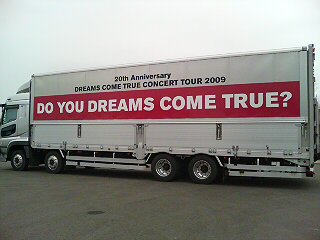 20th Anniversary
DREAMS COME TRUE CONCERT TOUR 2009
DO YOU DREAMS COME TRUE?